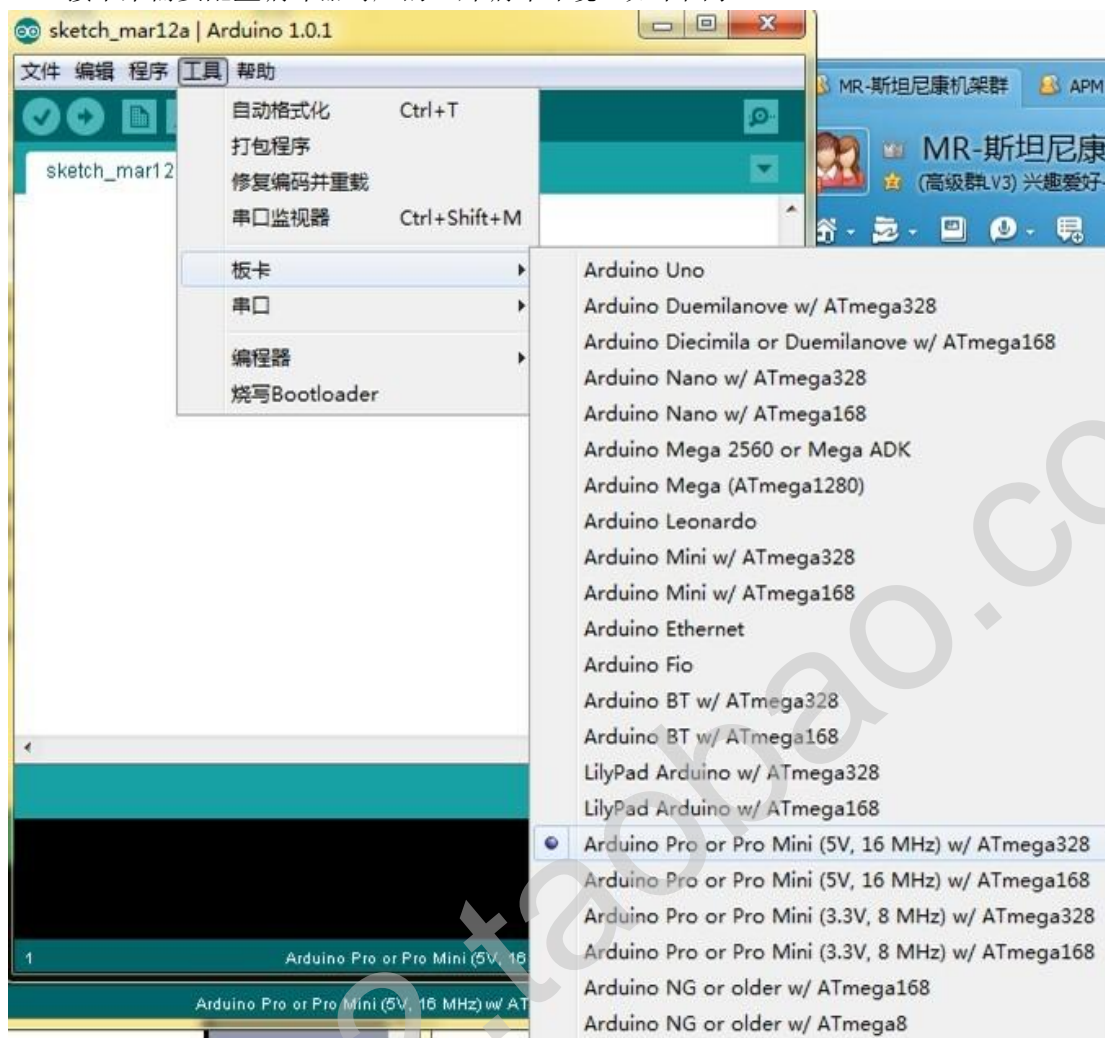 sketch_mar12a | Arduino 1.0.1
文件 编辑 程序 工具 帮助
自动格式化 Ctrl+T
打包程序
修复编码并重载
串口监视器 Ctrl+Shift+M
板卡
串口
编程器
烧写Bootloader
sketch_mar12
MR-斯坦尼康机架群
APM
MR-斯坦尼康
(高级群LV3) 兴趣爱好-
Arduino Uno
Arduino Duemilanove w/ ATmega328
Arduino Diecimila or Duemilanove w/ ATmega168
Arduino Nano w/ ATmega328
Arduino Nano w/ ATmega168
Arduino Mega 2560 or Mega ADK
Arduino Mega (ATmega1280)
Arduino Leonardo
Arduino Mini w/ ATmega328
Arduino Mini w/ ATmega168
Arduino Ethernet
Arduino Fio
Arduino BT w/ ATmega328
Arduino BT w/ ATmega168
LilyPad Arduino w/ ATmega328
LilyPad Arduino w/ ATmega168
Arduino Pro or Pro Mini (5V, 16 MHz) w/ ATmega328
Arduino Pro or Pro Mini (5V, 16 MHz) w/ ATmega168
Arduino Pro or Pro Mini (3.3V, 8 MHz) w/ ATmega328
Arduino Pro or Pro Mini (3.3V, 8 MHz) w/ ATmega168
Arduino NG or older w/ ATmega168
Arduino NG or older w/ ATmega8
1 Arduino Pro or Pro Mini (5V, 16
Arduino Pro or Pro Mini (5V, 16 MHz) w/ AT
.taobao.co